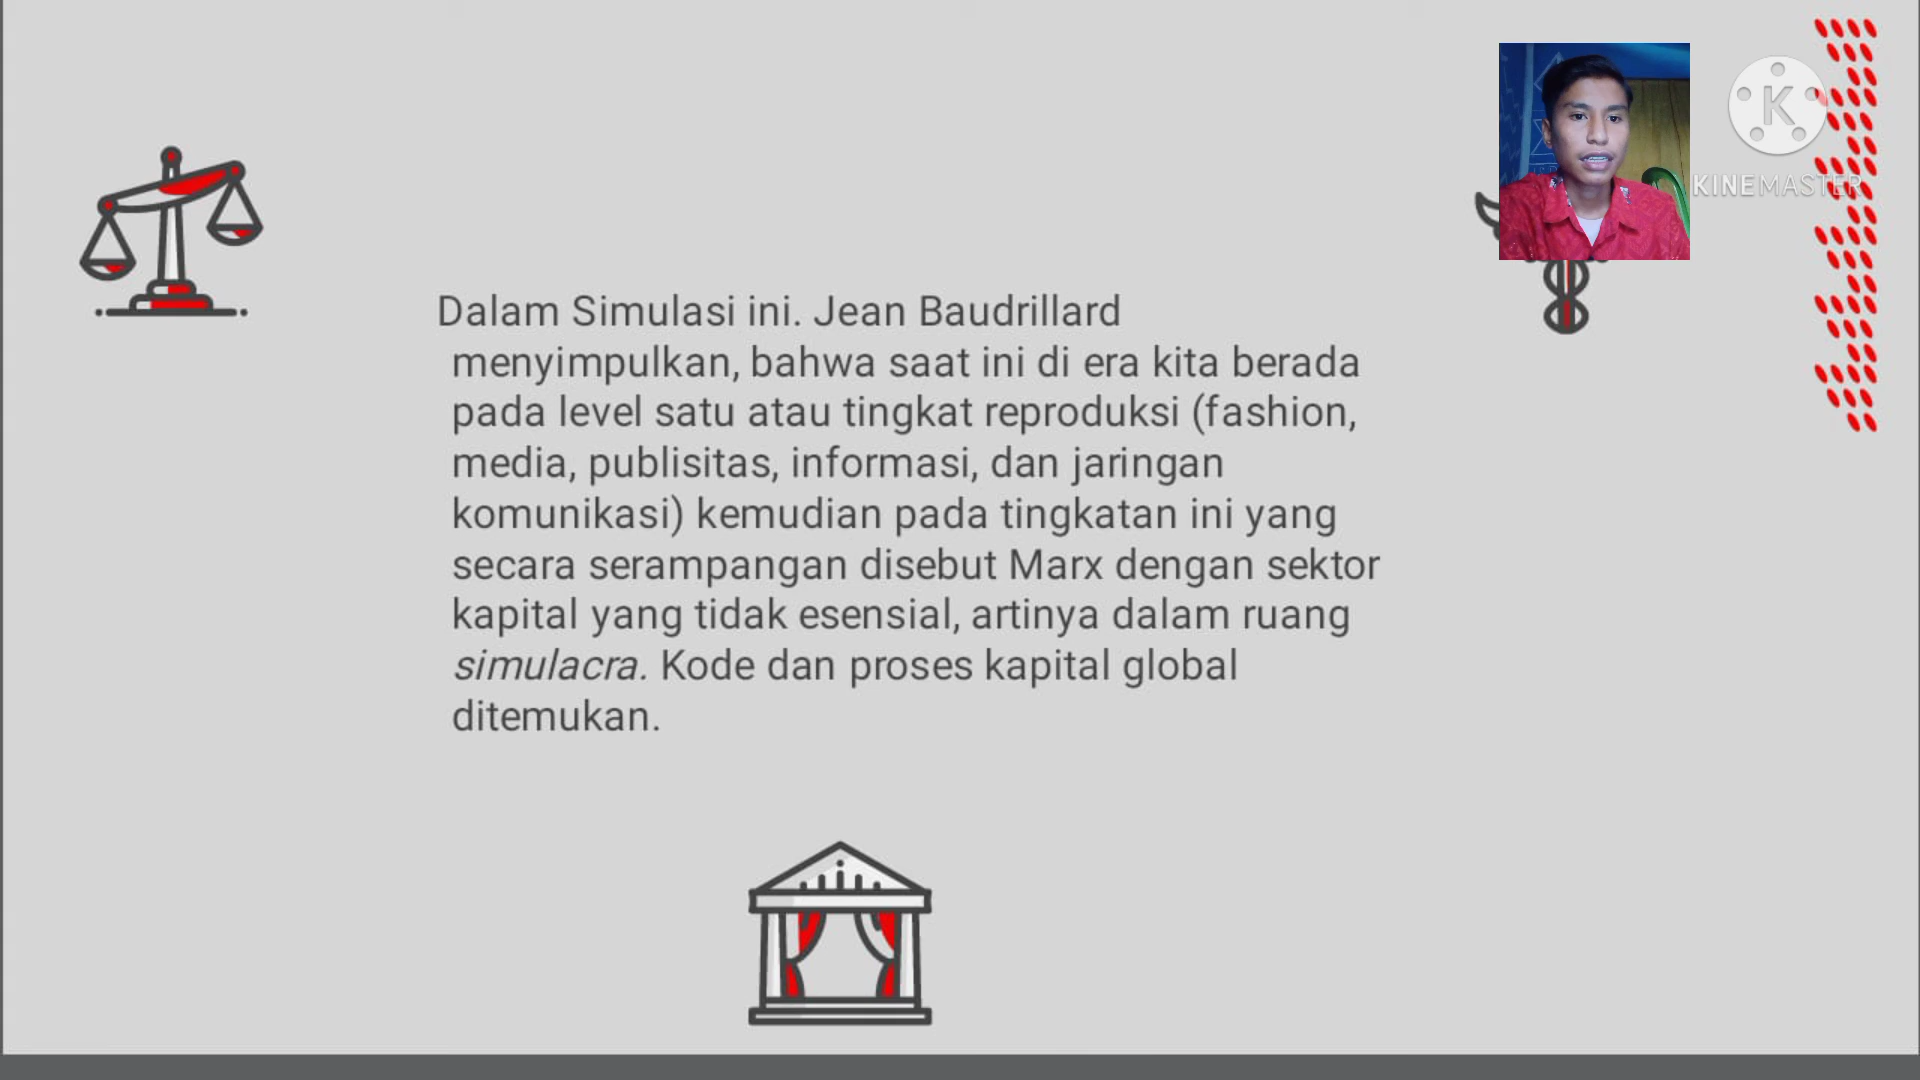 K
KINEMASTER
Dalam Simulasi ini. Jean Baudrillard
menyimpulkan, bahwa saat ini di era kita berada
pada level satu atau tingkat reproduksi (fashion,
media, publisitas, informasi, dan jaringan
komunikasi) kemudian pada tingkatan ini yang
secara serampangan disebut Marx dengan sektor
kapital yang tidak esensial, artinya dalam ruang
simulacra. Kode dan proses kapital global
ditemukan.